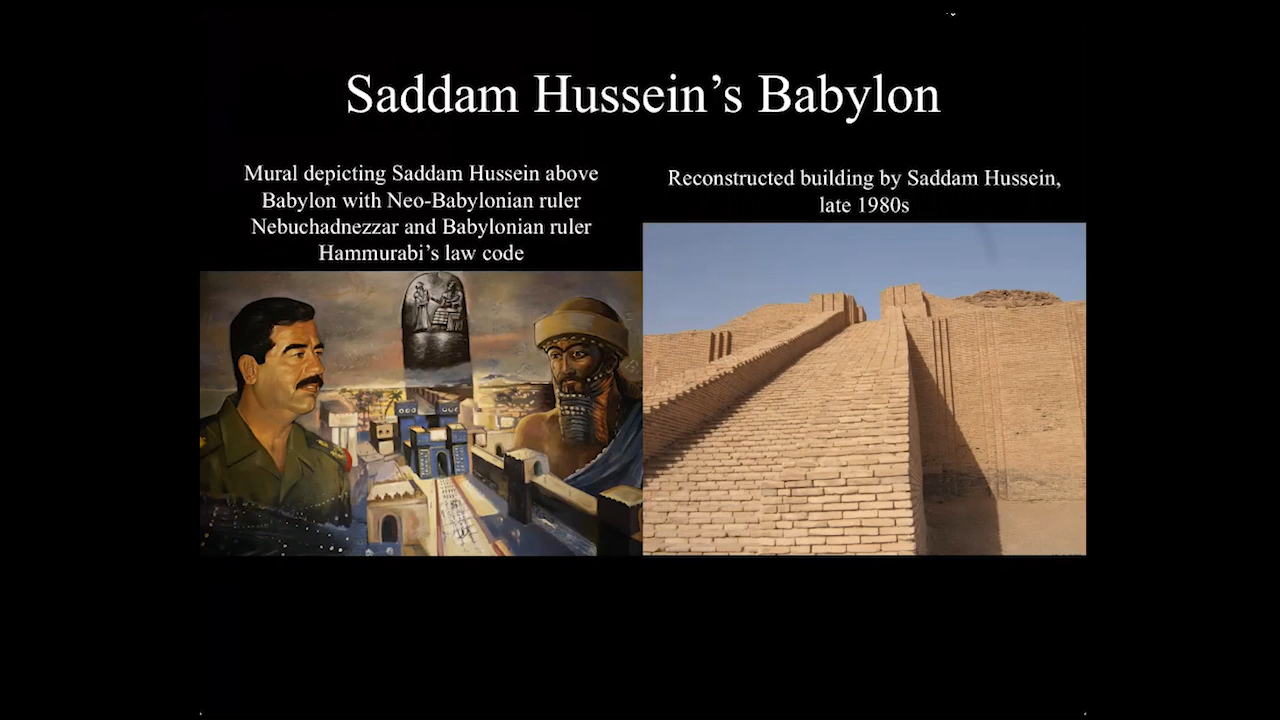 Saddam Hussein’s Babylon
Mural depicting Saddam Hussein above
Babylon with Neo-Babylonian ruler
Nebuchadnezzar and Babylonian ruler
Hammurabi’s law code
Reconstructed building by Saddam Hussein,
late 1980s